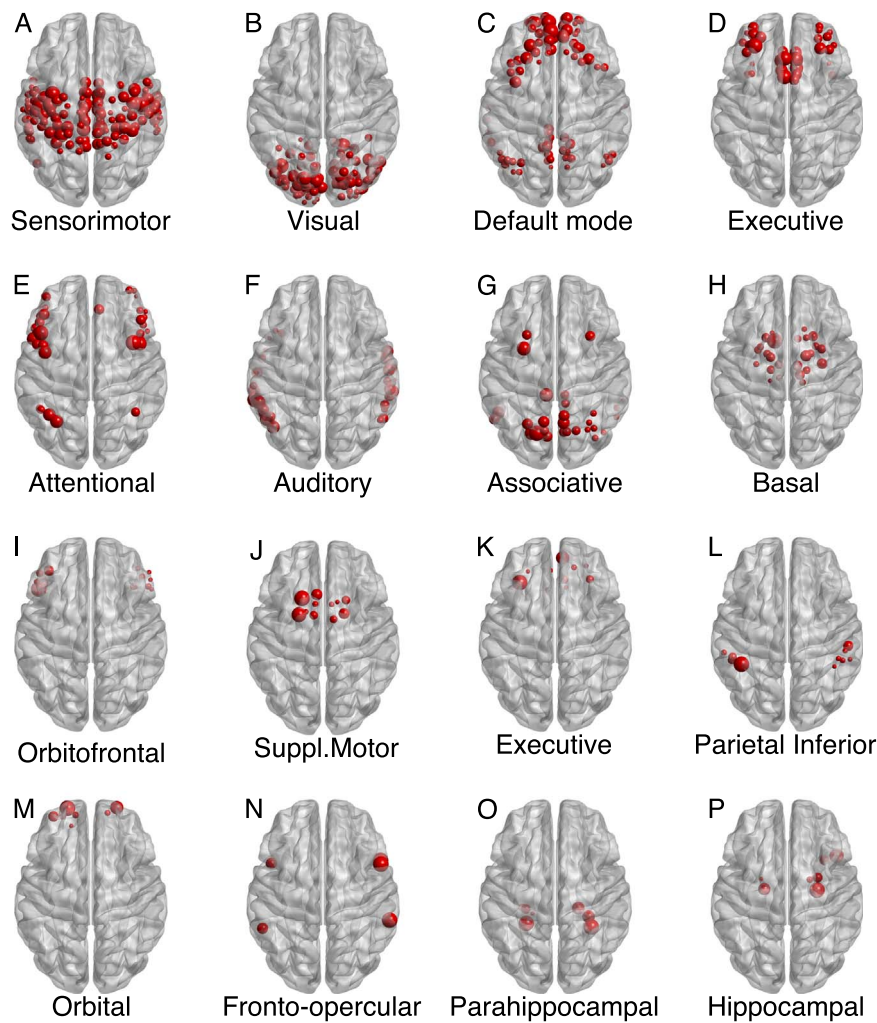 A B C D
Sensorimotor Visual Default mode Executive
E F G H
Attentional Auditory Associative Basal
I J K L
Orbitofrontal Suppl.Motor Executive Parietal Inferior
M N O P
Orbital Fronto-opercular Parahippocampal Hippocampal